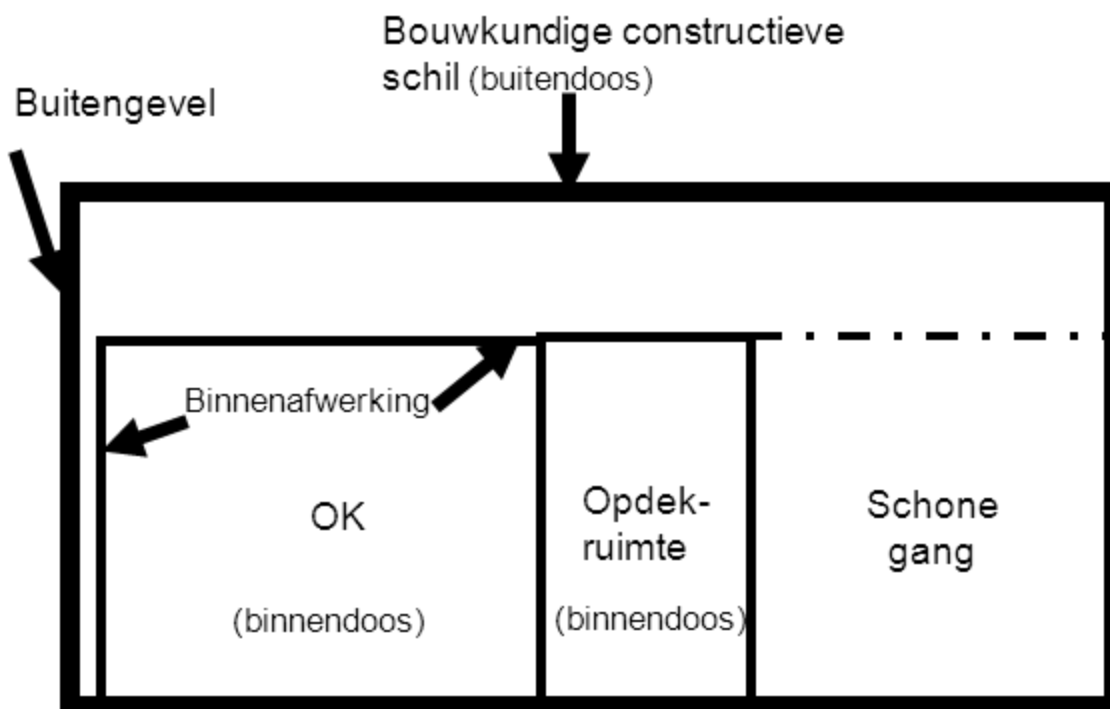 Bouwkundige constructieve
schil (buitendoos)
Buitengevel
Binnenafwerking
OK
(binnendoos)
Opdek-
ruimte
(binnendoos)
Schone
gang